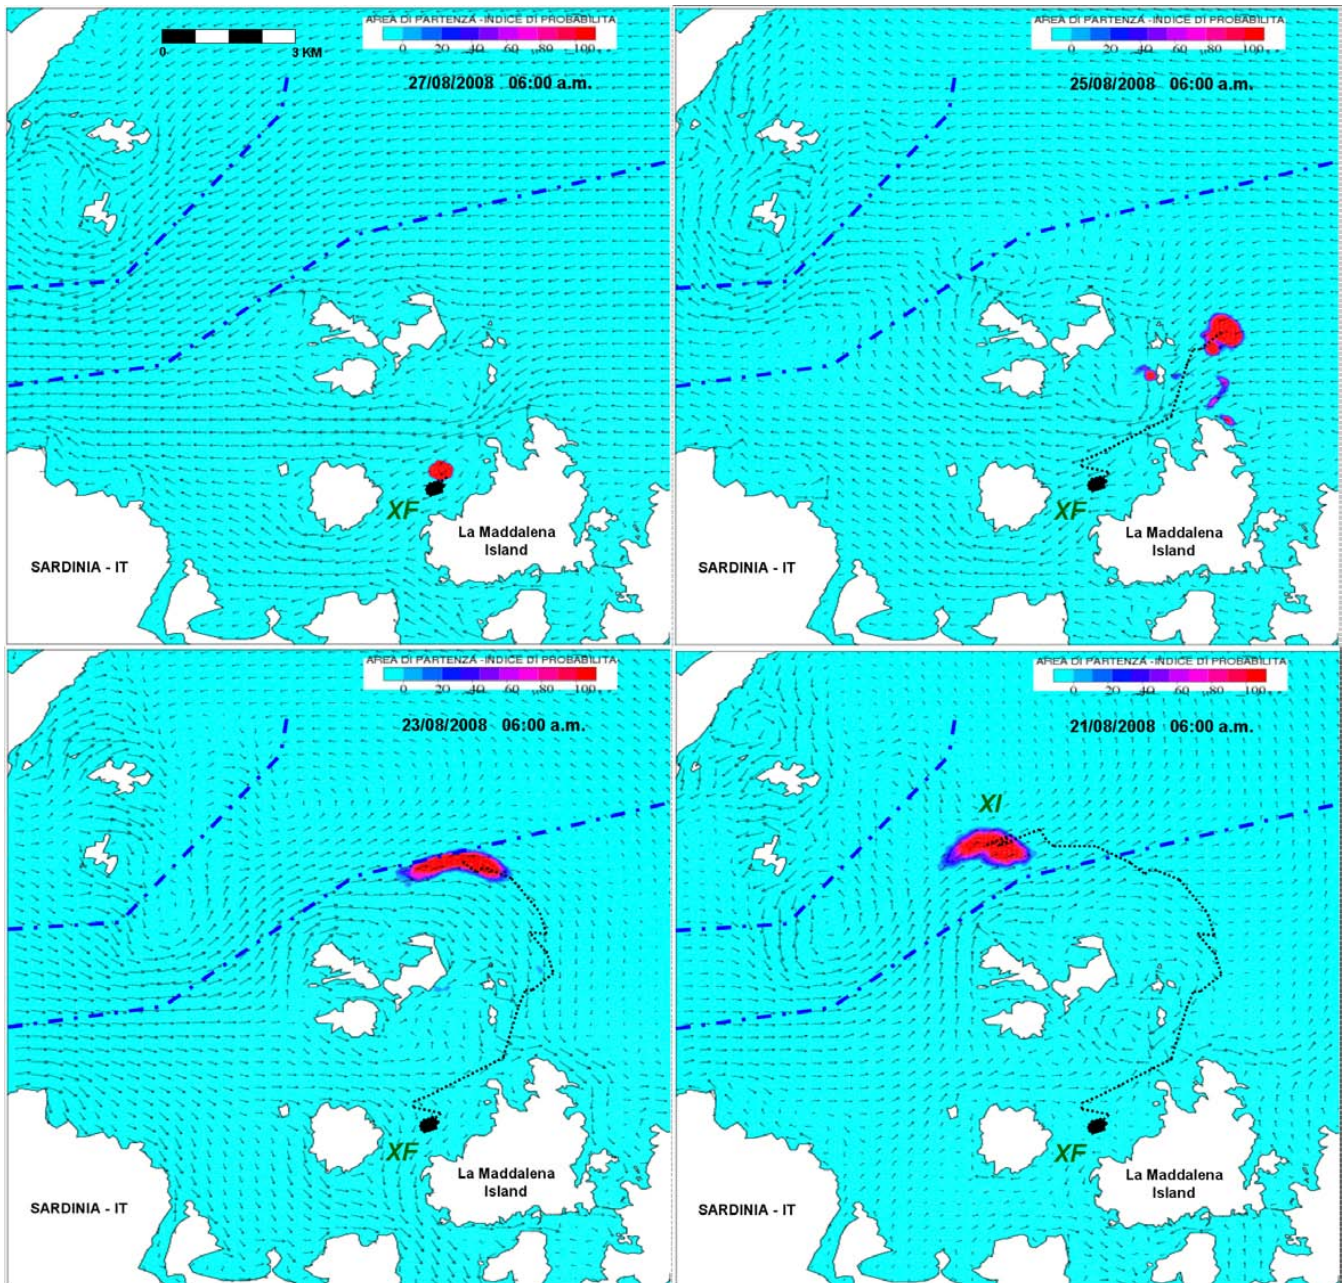 AREA DI PARTENZA -INDICE DI PROBABILITA
0 20 40 60 80 100
0 3 KM
27/08/2008 06:00 a.m.
XF
La Maddalena
Island
SARDINIA - IT
AREA DI PARTENZA -INDICE DI PROBABILITA
0 20 40 60 80 100
25/08/2008 06:00 a.m.
XF
La Maddalena
Island
SARDINIA - IT
AREA DI PARTENZA -INDICE DI PROBABILITA
0 20 40 60 80 100
23/08/2008 06:00 a.m.
XF
La Maddalena
Island
SARDINIA - IT
AREA DI PARTENZA -INDICE DI PROBABILITA
0 20 40 60 80 100
21/08/2008 06:00 a.m.
XI
XF
La Maddalena
Island
SARDINIA - IT